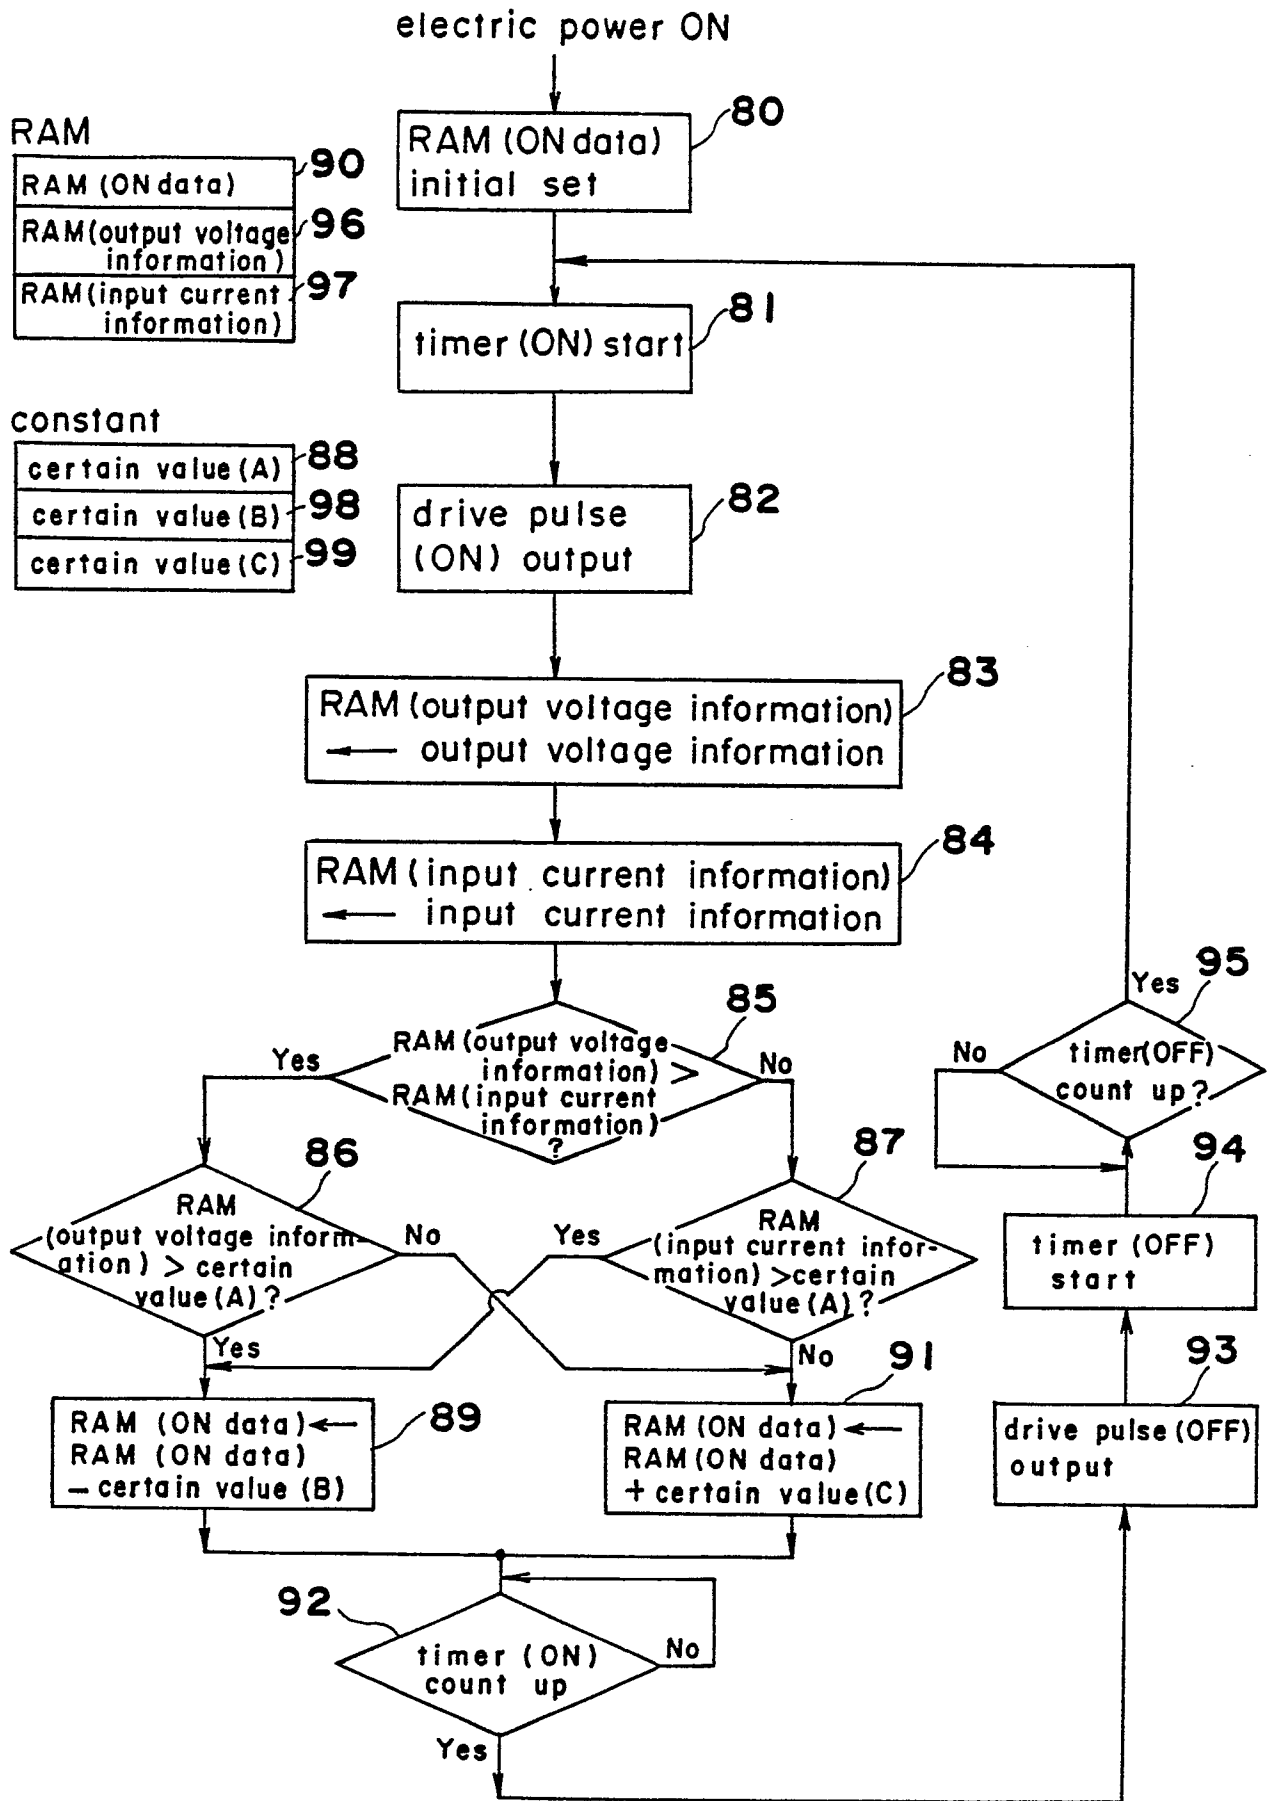 electric power ON
80
RAM (ON data)
initial set
RAM
90
RAM (ON data)
96
RAM (output voltage
information)
97
RAM (input current
information)
81
timer (ON) start
constant
88
certain value (A)
98
certain value (B)
99
certain value (C)
82
drive pulse
(ON) output
83
RAM (output voltage information)
← output voltage information
84
RAM (input current information)
← input current information
85
RAM (output voltage
information) >
RAM (input current
information)
?
Yes
No
86
RAM
(output voltage inform-
ation) > certain
value (A) ?
No
Yes
87
RAM
(input current infor-
mation) > certain
value (A) ?
Yes
No
89
RAM (ON data) ←
RAM (ON data)
− certain value (B)
91
RAM (ON data) ←
RAM (ON data)
+ certain value (C)
92
timer (ON)
count up
No
Yes
93
drive pulse (OFF)
output
94
timer (OFF)
start
95
timer (OFF)
count up ?
No
Yes